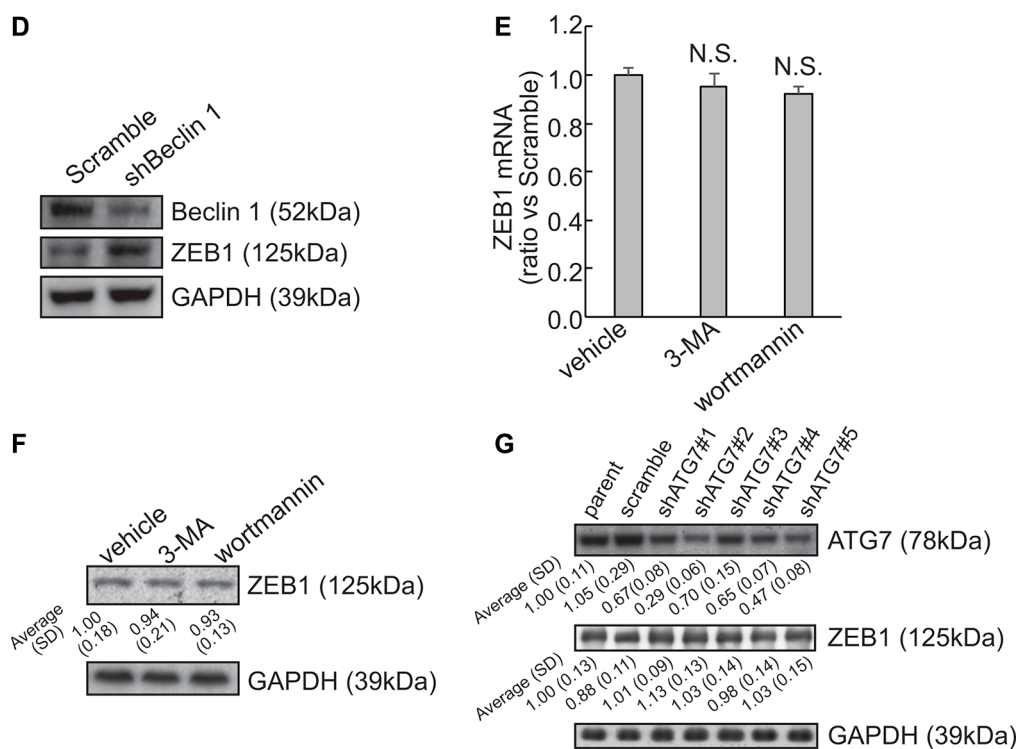 D
Scramble
shBeclin 1
Beclin 1 (52kDa)
ZEB1 (125kDa)
GAPDH (39kDa)
E
ZEB1 mRNA
(ratio vs Scramble)
1.2
1.0
0.8
0.6
0.4
0.2
0.0
N.S.
N.S.
vehicle
3-MA
wortmannin
F
vehicle
3-MA
wortmannin
ZEB1 (125kDa)
Average
(SD)
1.00
(0.18)
0.94
(0.21)
0.93
(0.13)
GAPDH (39kDa)
G
parent
scramble
shATG7#1
shATG7#2
shATG7#3
shATG7#4
shATG7#5
ATG7 (78kDa)
Average (SD)
1.00 (0.11)
1.05 (0.29)
0.67(0.08)
0.29 (0.06)
0.70 (0.15)
0.65 (0.07)
0.47 (0.08)
ZEB1 (125kDa)
Average (SD)
1.00 (0.13)
0.88 (0.11)
1.01 (0.09)
1.13 (0.13)
1.03 (0.14)
0.98 (0.14)
1.03 (0.15)
GAPDH (39kDa)